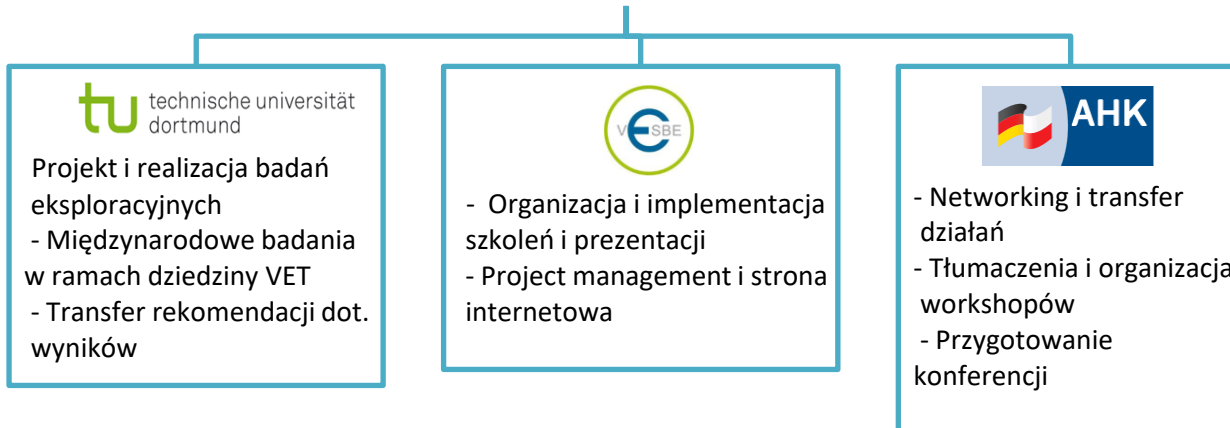 tu technische universität
dortmund
Projekt i realizacja badań
eksploracyjnych
- Międzynarodowe badania
w ramach dziedziny VET
- Transfer rekomendacji dot.
wyników
VESBE
- Organizacja i implementacja
szkoleń i prezentacji
- Project management i strona
internetowa
AHK
- Networking i transfer
działań
- Tłumaczenia i organizacja
workshopów
- Przygotowanie
konferencji